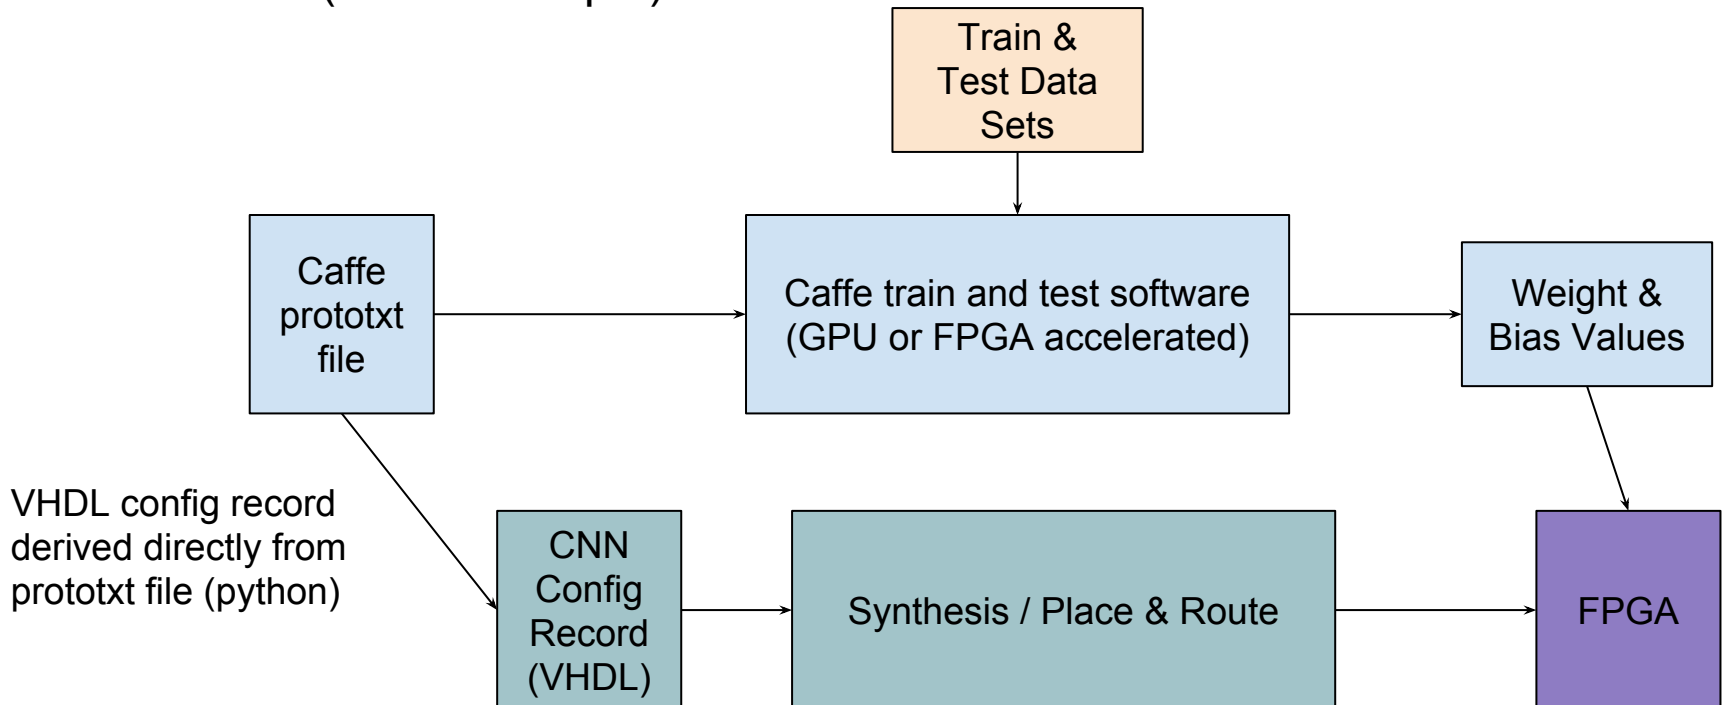 Train &
Test Data
Sets
Caffe
prototxt
file
Caffe train and test software
(GPU or FPGA accelerated)
Weight &
Bias Values
VHDL config record
derived directly from
prototxt file (python)
CNN
Config
Record
(VHDL)
Synthesis / Place & Route
FPGA